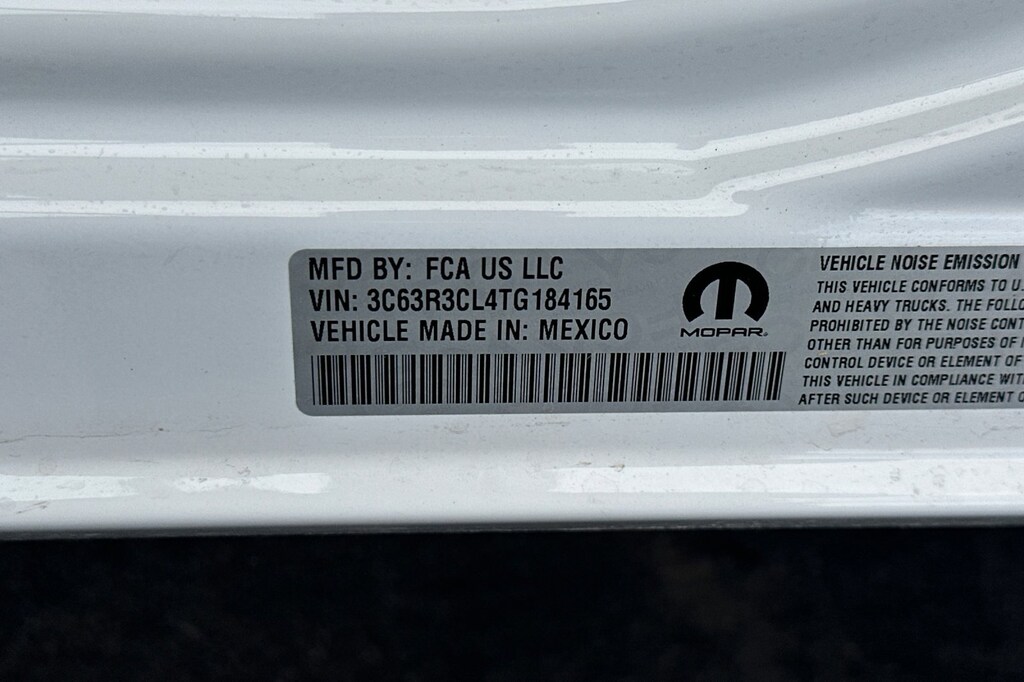 MFD BY: FCA US LLC
VIN: 3C63R3CL4TG184165
VEHICLE MADE IN: MEXICO
MOPAR
VEHICLE NOISE EMISSION
THIS VEHICLE CONFORMS TO U.
AND HEAVY TRUCKS. THE FOLLO
PROHIBITED BY THE NOISE CONT
OTHER THAN FOR PURPOSES OF
CONTROL DEVICE OR ELEMENT OF
THIS VEHICLE IN COMPLIANCE WIT
AFTER SUCH DEVICE OR ELEMENT